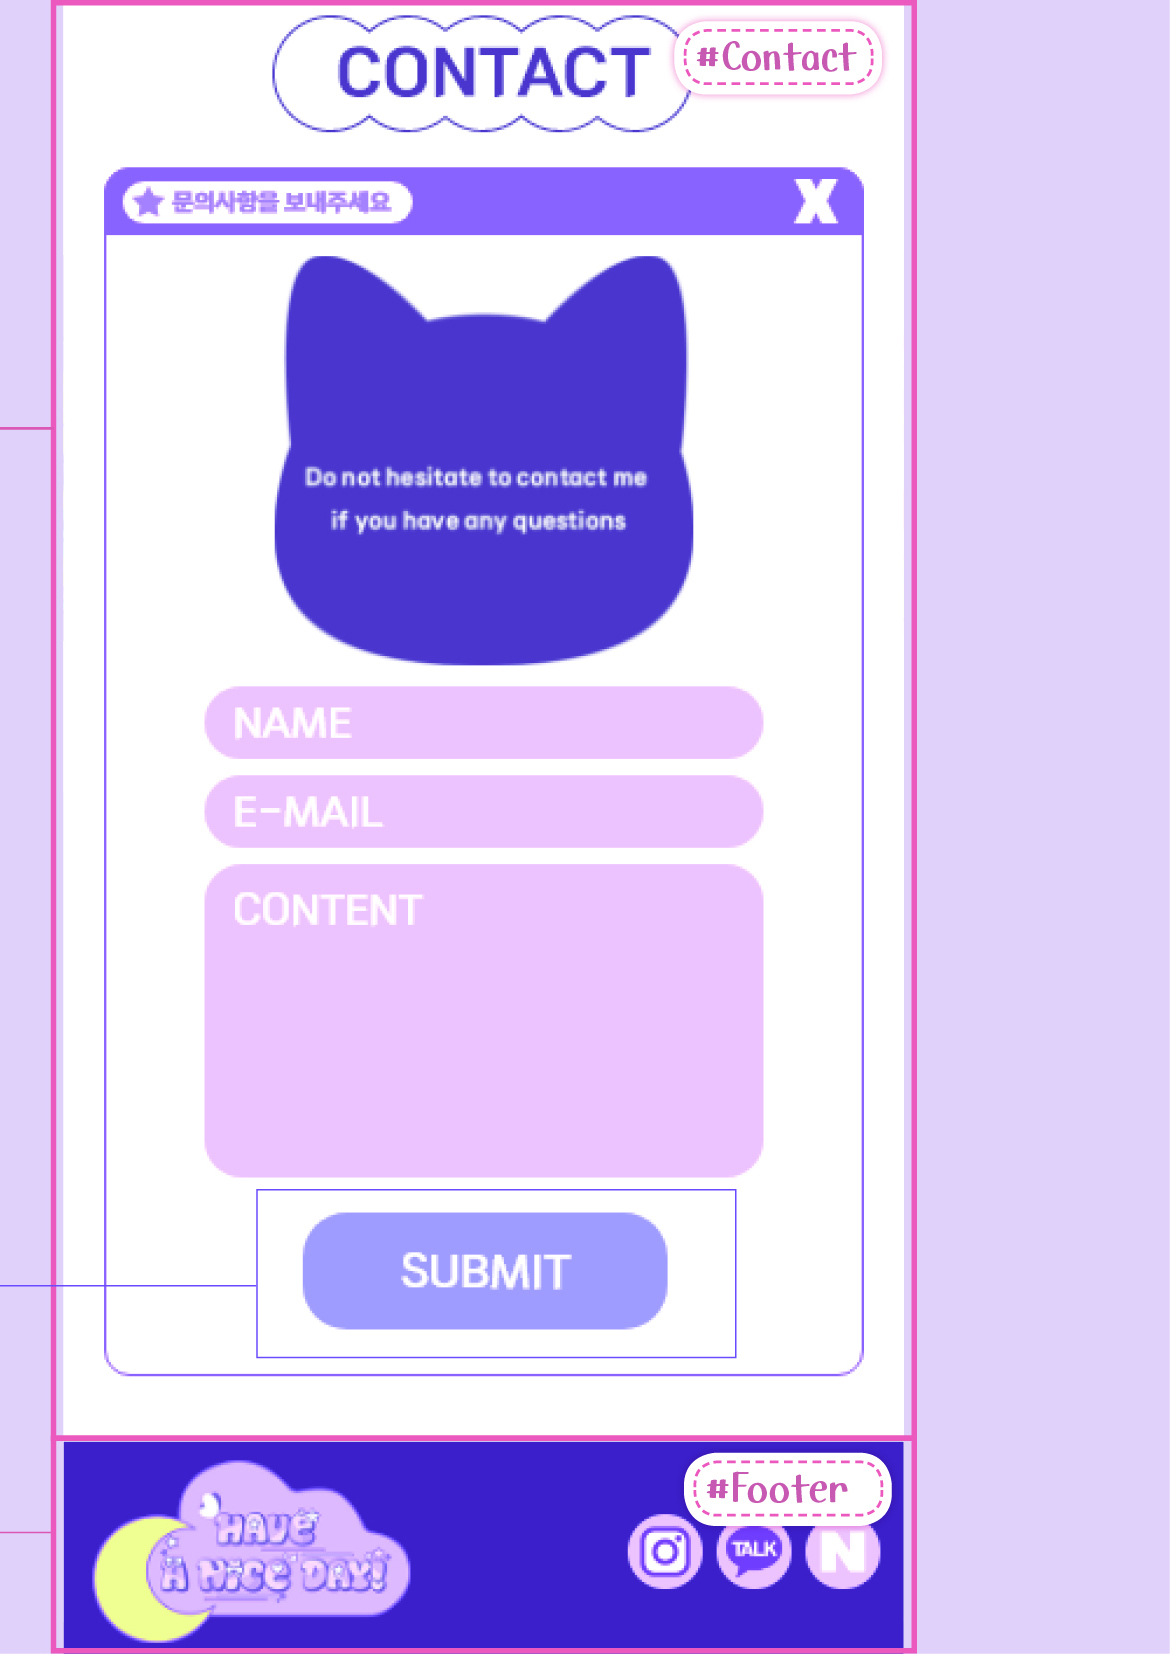 CONTACT
#Contact
문의사항을 보내주세요
X
Do not hesitate to contact me
if you have any questions
NAME
E-MAIL
CONTENT
SUBMIT
#Footer
HAVE
A NICE DAY!
TALK
N